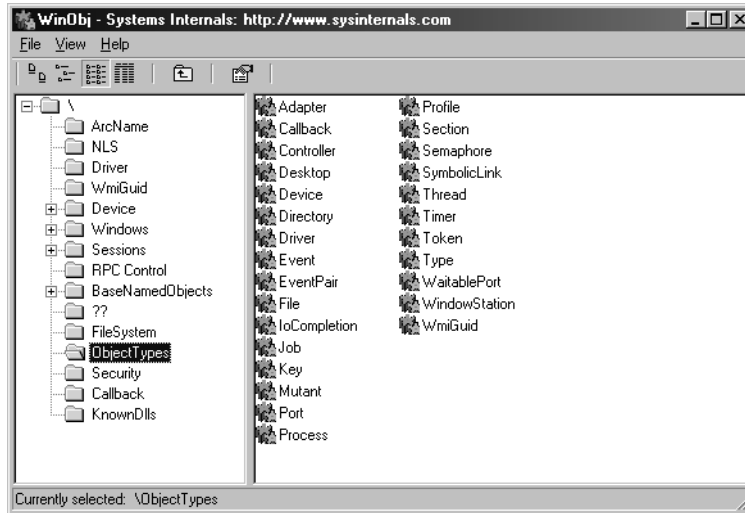 WinObj - Systems Internals: http://www.sysinternals.com
File View Help
\
ArcName
NLS
Driver
WmiGuid
Device
Windows
Sessions
RPC Control
BaseNamedObjects
??
FileSystem
ObjectTypes
Security
Callback
KnownDlls
Adapter
Callback
Controller
Desktop
Device
Directory
Driver
Event
EventPair
File
IoCompletion
Job
Key
Mutant
Port
Process
Profile
Section
Semaphore
SymbolicLink
Thread
Timer
Token
Type
WaitablePort
WindowStation
WmiGuid
Currently selected: \ObjectTypes